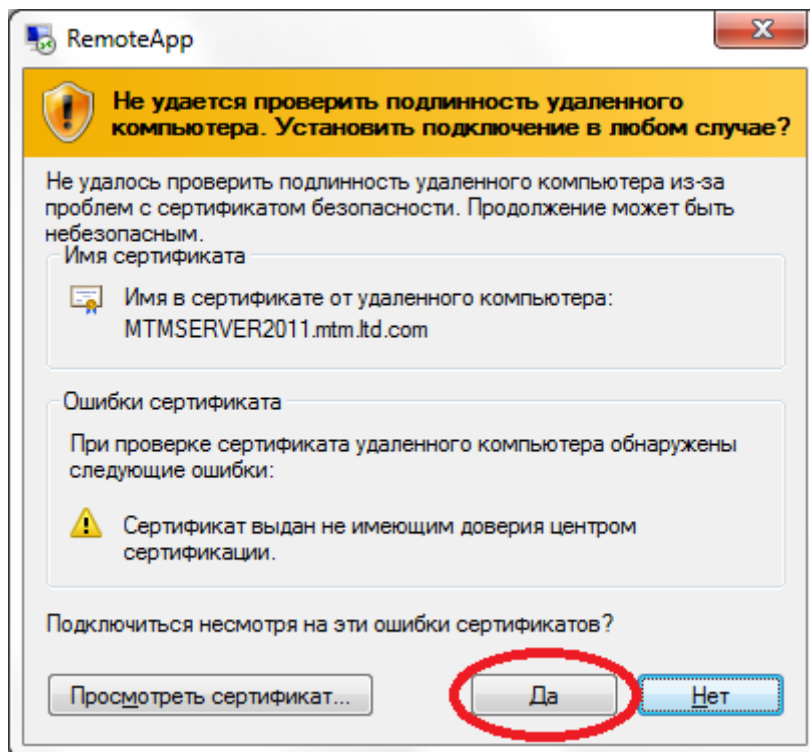 RemoteApp
Не удается проверить подлинность удаленного
компьютера. Установить подключение в любом случае?
Не удалось проверить подлинность удаленного компьютера из-за
проблем с сертификатом безопасности. Продолжение может быть
небезопасным.
Имя сертификата
Имя в сертификате от удаленного компьютера:
MTMSERVER2011.mtm.ltd.com
Ошибки сертификата
При проверке сертификата удаленного компьютера обнаружены
следующие ошибки:
Сертификат выдан не имеющим доверия центром
сертификации.
Подключиться несмотря на эти ошибки сертификатов?
Просмотреть сертификат... Да Нет